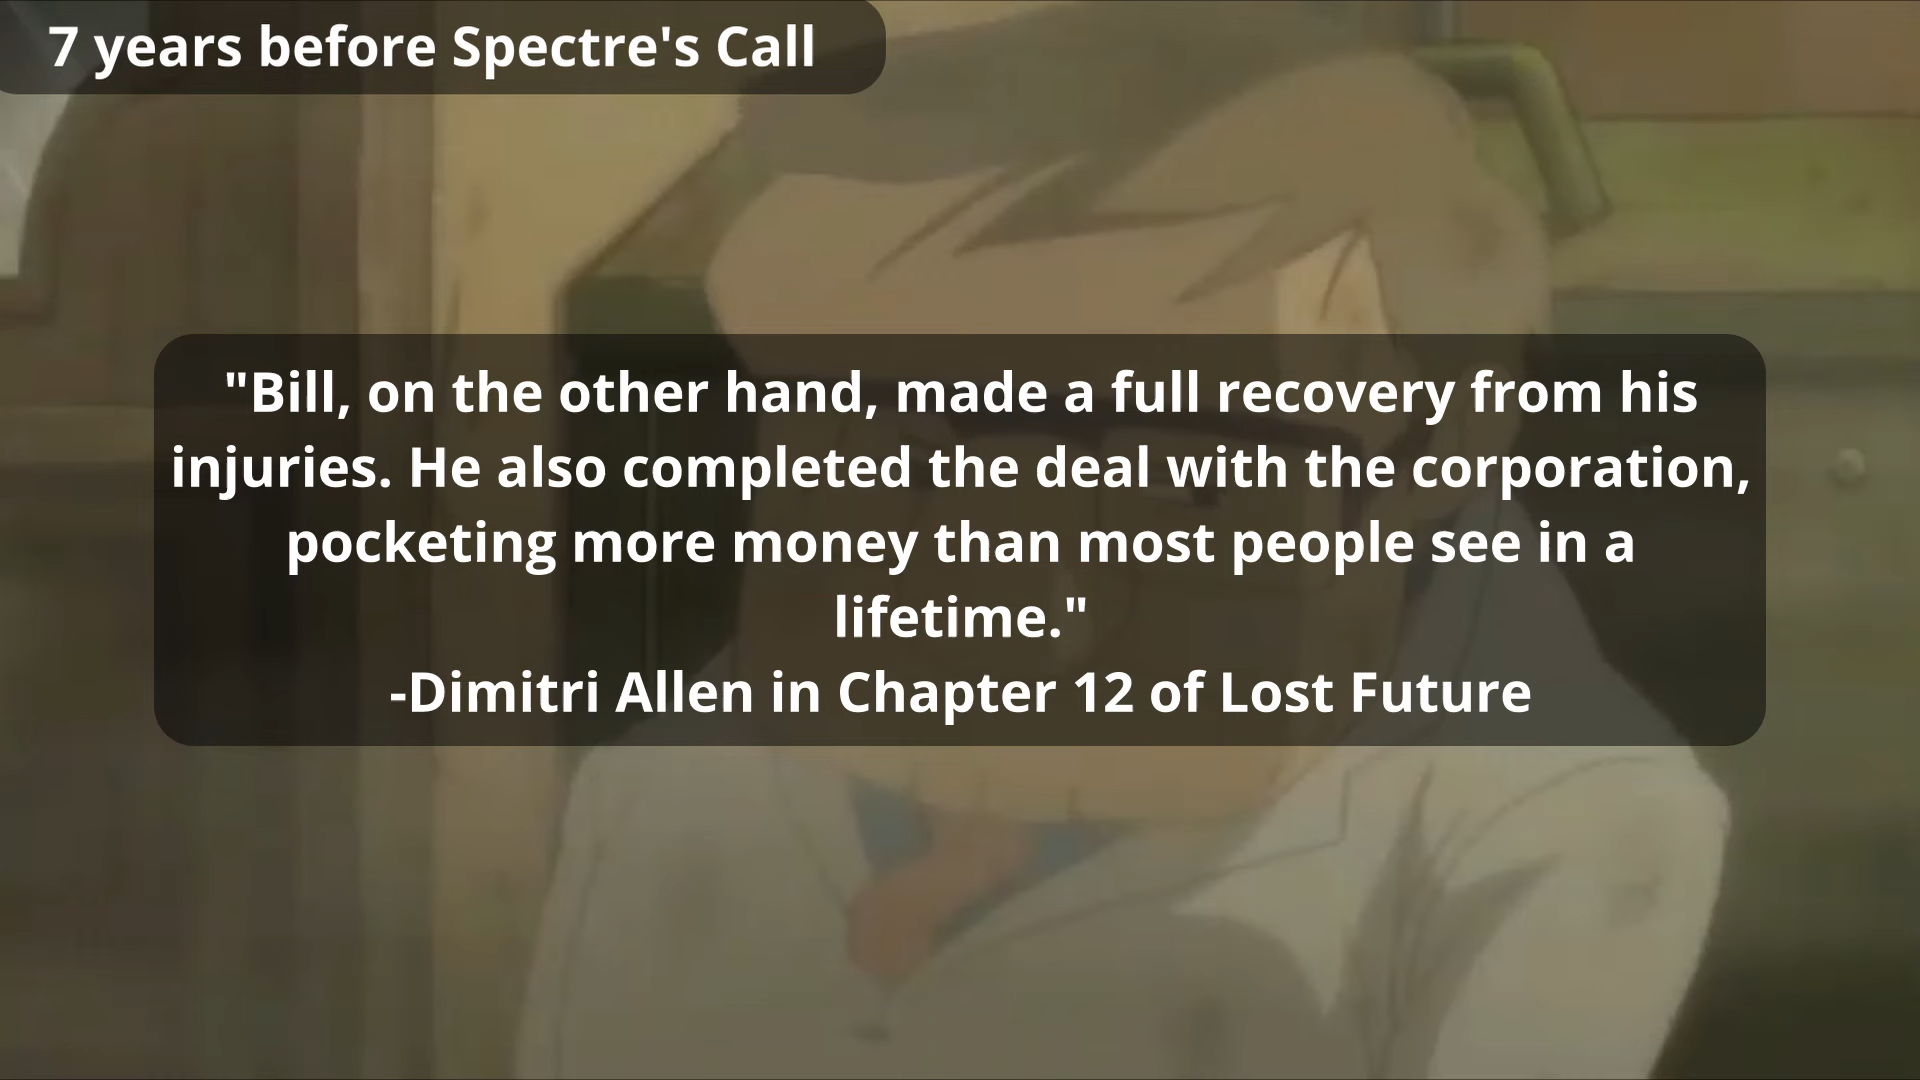 7 years before Spectre's Call
"Bill, on the other hand, made a full recovery from his
injuries. He also completed the deal with the corporation,
pocketing more money than most people see in a
lifetime."
-Dimitri Allen in Chapter 12 of Lost Future